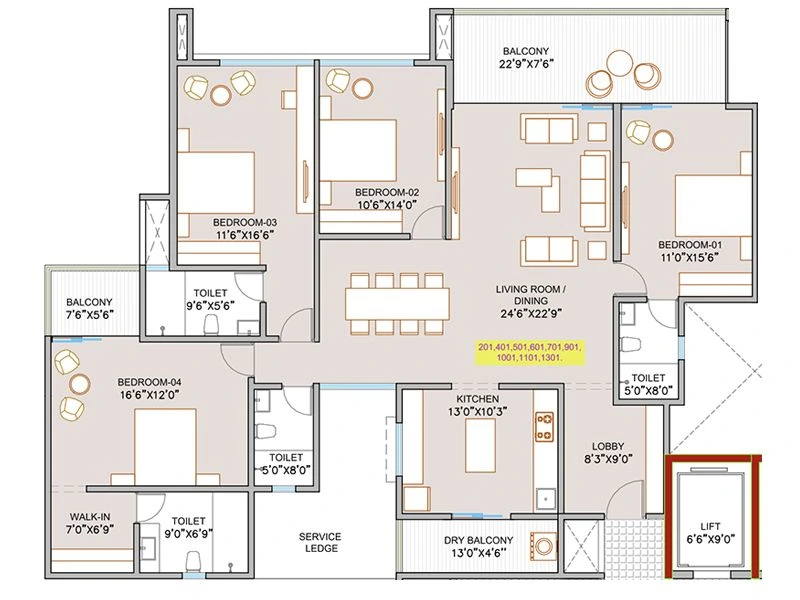 BALCONY
22'9"X7'6"
BEDROOM-02
10'6"X14'0"
BEDROOM-03
11'6"X16'6"
BEDROOM-01
11'0"X15'6"
LIVING ROOM /
DINING
24'6"X22'9"
TOILET
9'6"X5'6"
BALCONY
7'6"X5'6"
201,401,501,601,701,901,
1001,1101,1301.
TOILET
5'0"X8'0"
BEDROOM-04
16'6"X12'0"
KITCHEN
13'0"X10'3"
LOBBY
8'3"X9'0"
TOILET
5'0"X8'0"
WALK-IN
7'0"X6'9"
TOILET
9'0"X6'9"
SERVICE
LEDGE
DRY BALCONY
13'0"X4'6"
LIFT
6'6"X9'0"